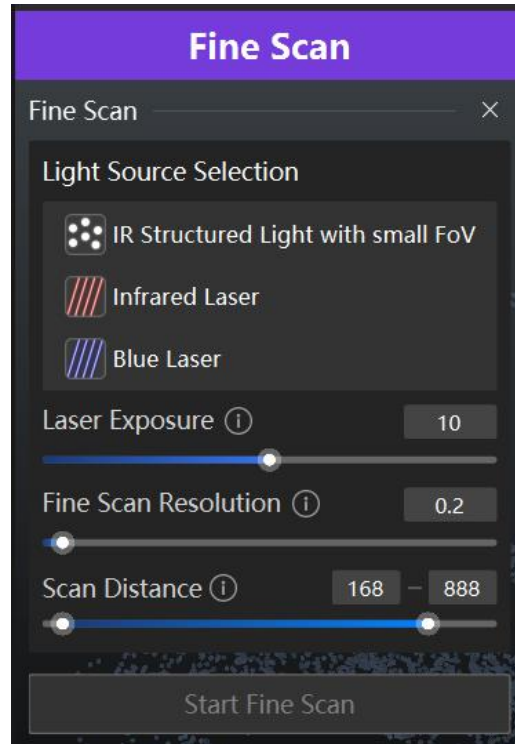 Fine Scan
Fine Scan
Light Source Selection
IR Structured Light with small FoV
Infrared Laser
Blue Laser
Laser Exposure 10
Fine Scan Resolution 0.2
Scan Distance 168 – 888
Start Fine Scan